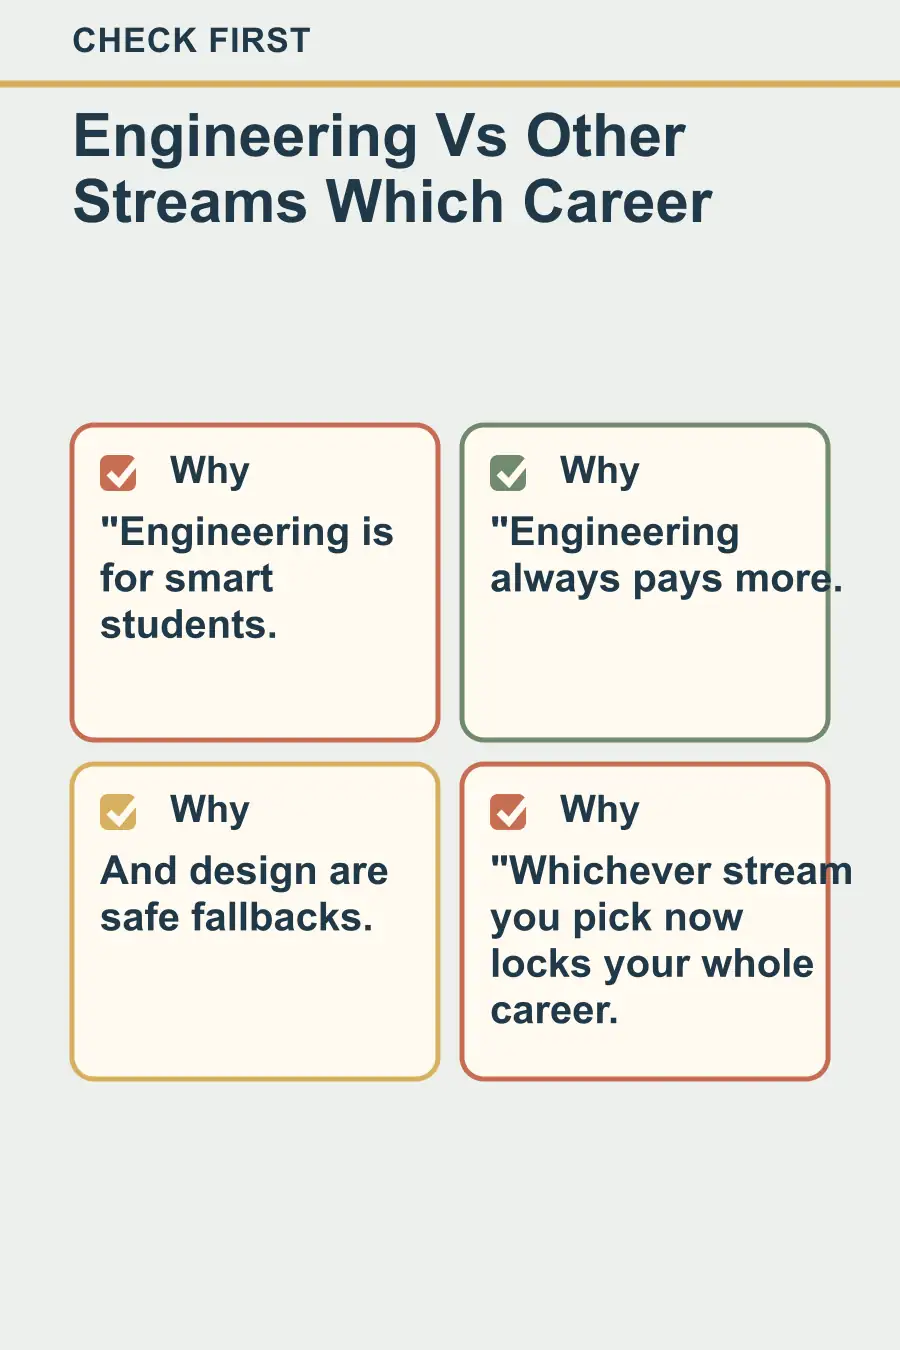 CHECK FIRST
Engineering Vs Other
Streams Which Career
Why
"Engineering is
for smart
students.
Why
"Engineering
always pays more.
Why
And design are
safe fallbacks.
Why
"Whichever stream
you pick now
locks your whole
career.